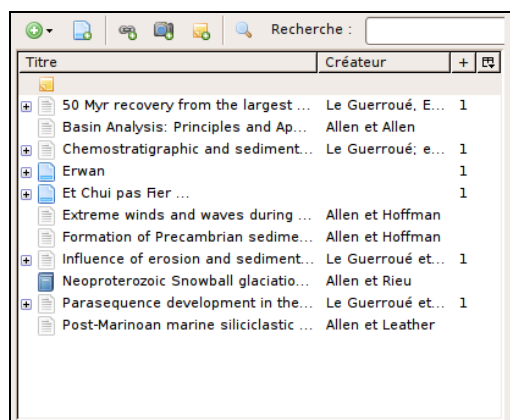 Recherche :
Titre Créateur +
50 Myr recovery from the largest ... Le Guerroué, E... 1
Basin Analysis: Principles and Ap... Allen et Allen
Chemostratigraphic and sediment... Le Guerroué; e... 1
Erwan 1
Et Chui pas Fier ... 1
Extreme winds and waves during ... Allen et Hoffman
Formation of Precambrian sedime... Allen et Hoffman
Influence of erosion and sediment... Le Guerroué et... 1
Neoproterozoic Snowball glaciatio... Allen et Rieu
Parasequence development in the... Le Guerroué et... 1
Post-Marinoan marine siliciclastic ... Allen et Leather